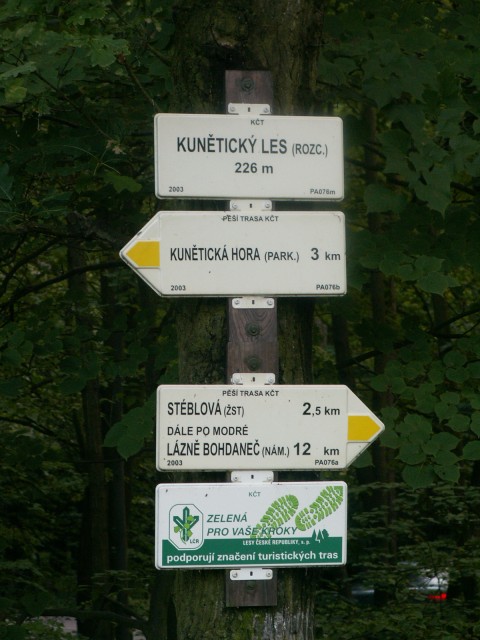 KČT
KUNĚTICKÝ LES (ROZC.)
226 m
2003 PA076m
PĚŠÍ TRASA KČT
KUNĚTICKÁ HORA (PARK.) 3 km
2003 PA076b
PĚŠÍ TRASA KČT
STÉBLOVÁ (ŽST) 2,5 km
DÁLE PO MODRÉ
LÁZNĚ BOHDANEČ (NÁM.) 12 km
2003 PA076a
KČT
ZELENÁ
PRO VAŠE KROKY
LČR
LESY ČESKÉ REPUBLIKY, s. p.
podporují značení turistických tras